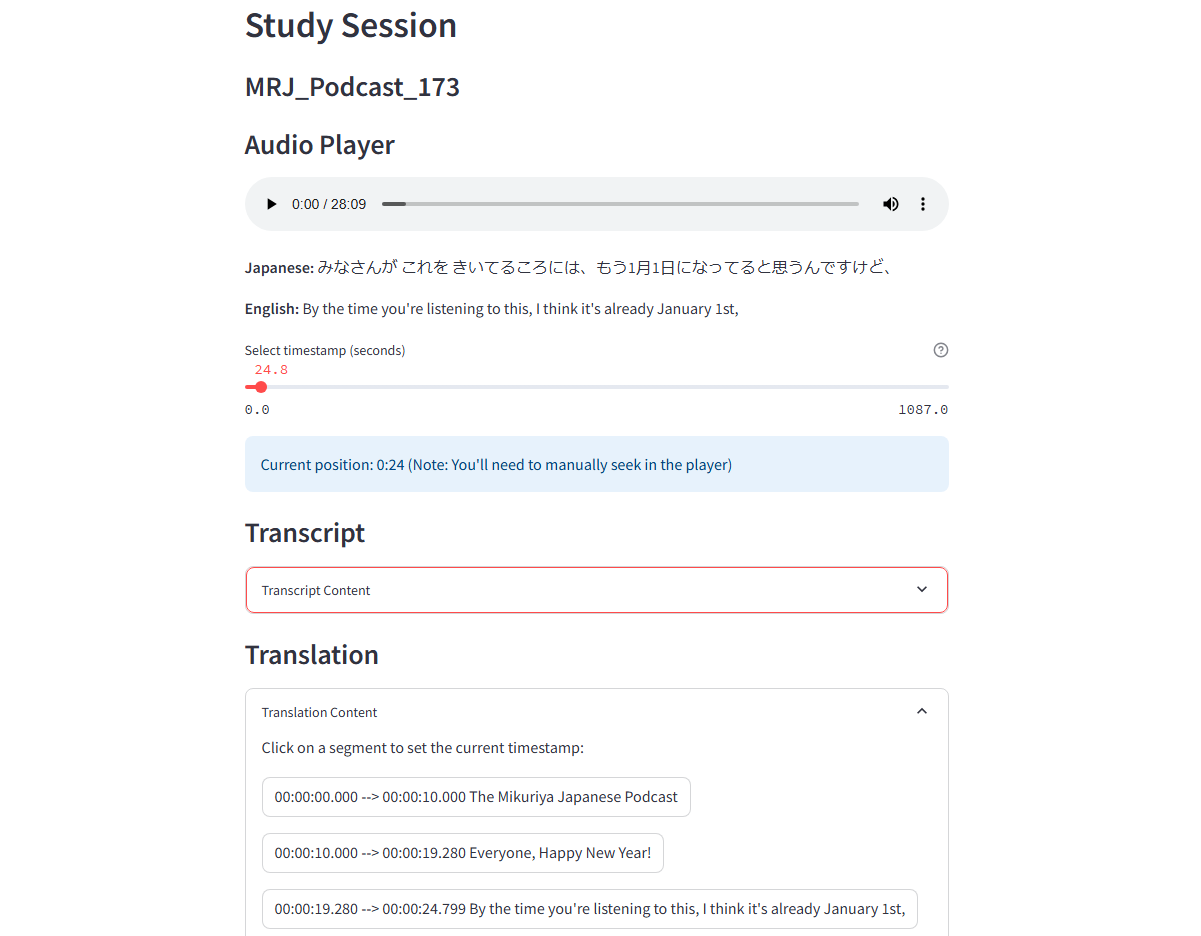 Study Session
MRJ_Podcast_173
Audio Player
0:00 / 28:09
Japanese: みなさんが これを きいてるころには、もう1月1日になってると思うんですけど、
English: By the time you're listening to this, I think it's already January 1st,
Select timestamp (seconds)
24.8
0.0
1087.0
Current position: 0:24 (Note: You'll need to manually seek in the player)
Transcript
Transcript Content
Translation
Translation Content
Click on a segment to set the current timestamp:
00:00:00.000 --> 00:00:10.000 The Mikuriya Japanese Podcast
00:00:10.000 --> 00:00:19.280 Everyone, Happy New Year!
00:00:19.280 --> 00:00:24.799 By the time you're listening to this, I think it's already January 1st,